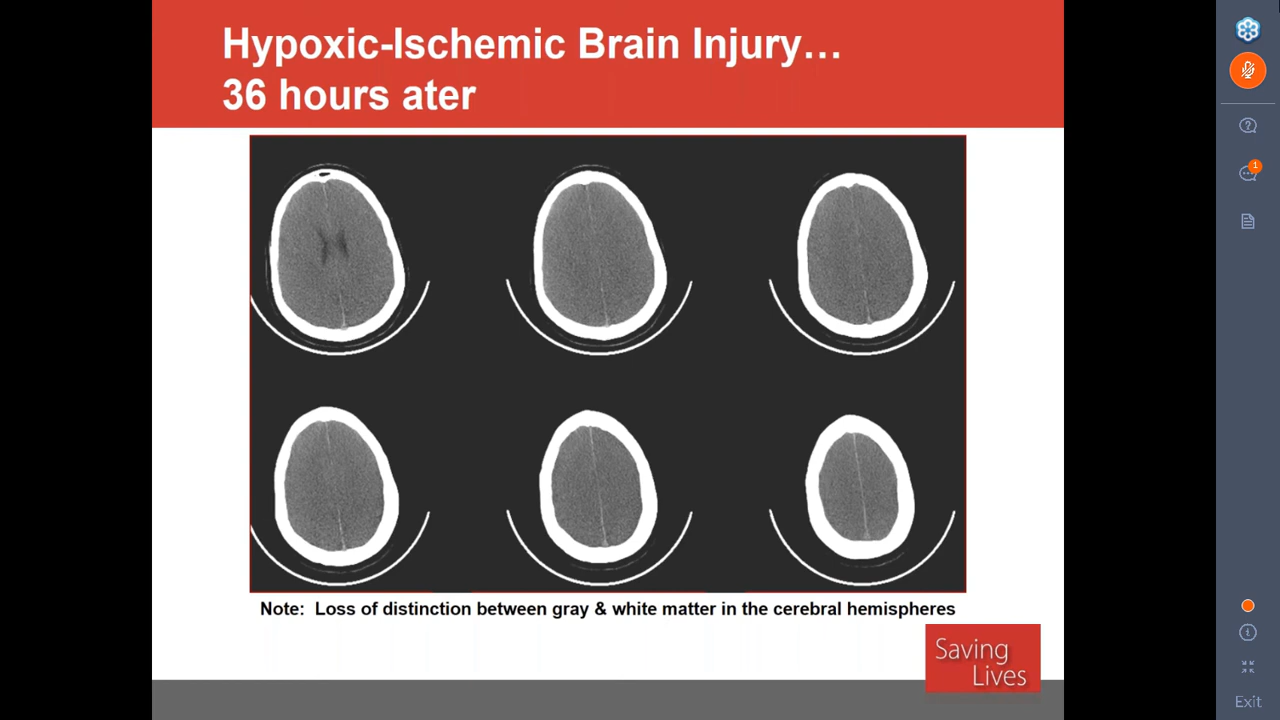 Hypoxic-Ischemic Brain Injury…
36 hours ater
Note: Loss of distinction between gray & white matter in the cerebral hemispheres
Saving
Lives
1
Exit